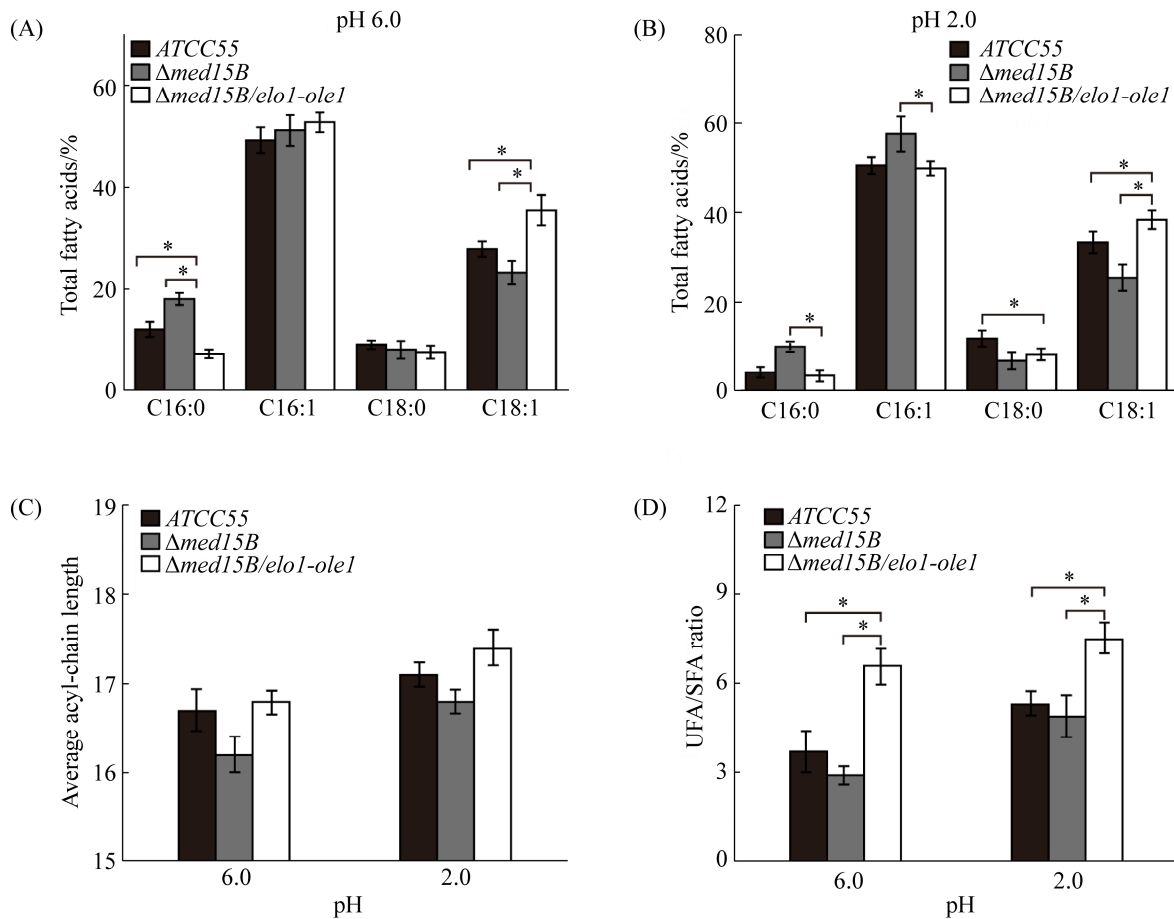 (A)
pH 6.0
ATCC55
Δmed15B
Δmed15B/elo1-ole1
Total fatty acids/%
60
40
20
0
*
*
*
*
C16:0
C16:1
C18:0
C18:1
(B)
pH 2.0
ATCC55
Δmed15B
Δmed15B/elo1-ole1
Total fatty acids/%
80
60
40
20
0
*
*
*
*
*
C16:0
C16:1
C18:0
C18:1
(C)
ATCC55
Δmed15B
Δmed15B/elo1-ole1
Average acyl-chain length
19
18
17
16
15
6.0
2.0
pH
(D)
ATCC55
Δmed15B
Δmed15B/elo1-ole1
UFA/SFA ratio
12
9
6
3
0
*
*
*
*
6.0
2.0
pH